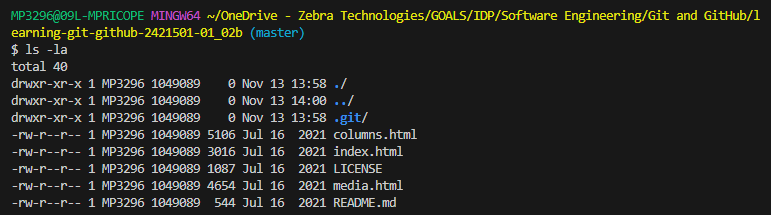 MP3296@09L-MPRICOPE MINGW64 ~/OneDrive - Zebra Technologies/GOALS/IDP/Software Engineering/Git and GitHub/l
earning-git-github-2421501-01_02b (master)
$ ls -la
total 40
drwxr-xr-x 1 MP3296 1049089    0 Nov 13 13:58 ./
drwxr-xr-x 1 MP3296 1049089    0 Nov 13 14:00 ../
drwxr-xr-x 1 MP3296 1049089    0 Nov 13 13:58 .git/
-rw-r--r-- 1 MP3296 1049089 5106 Jul 16  2021 columns.html
-rw-r--r-- 1 MP3296 1049089 3016 Jul 16  2021 index.html
-rw-r--r-- 1 MP3296 1049089 1087 Jul 16  2021 LICENSE
-rw-r--r-- 1 MP3296 1049089 4654 Jul 16  2021 media.html
-rw-r--r-- 1 MP3296 1049089  544 Jul 16  2021 README.md